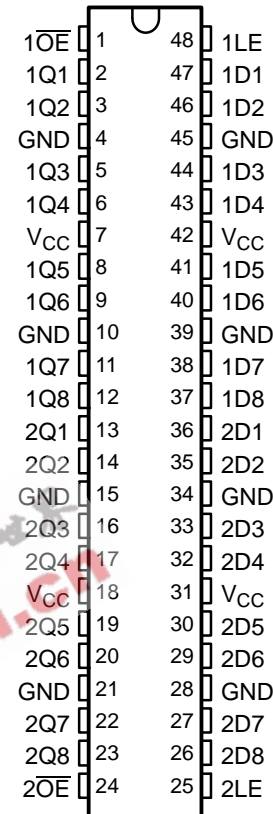 1O̅E̅ 1 48 1LE
1Q1 2 47 1D1
1Q2 3 46 1D2
GND 4 45 GND
1Q3 5 44 1D3
1Q4 6 43 1D4
VCC 7 42 VCC
1Q5 8 41 1D5
1Q6 9 40 1D6
GND 10 39 GND
1Q7 11 38 1D7
1Q8 12 37 1D8
2Q1 13 36 2D1
2Q2 14 35 2D2
GND 15 34 GND
2Q3 16 33 2D3
2Q4 17 32 2D4
VCC 18 31 VCC
2Q5 19 30 2D5
2Q6 20 29 2D6
GND 21 28 GND
2Q7 22 27 2D7
2Q8 23 26 2D8
2O̅E̅ 24 25 2LE